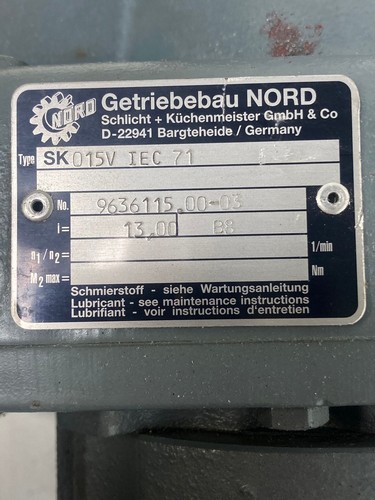 NORD
Getriebebau NORD
Schlicht + Küchenmeister GmbH & Co
D-22941 Bargteheide / Germany
Type SK 015V IEC 71
No. 9636115.00-03
i= 13.00 B8
n1 / n2 = 1/min
M2 max = Nm
Schmierstoff - siehe Wartungsanleitung
Lubricant - see maintenance instructions
Lubrifiant - voir instructions d'entretien